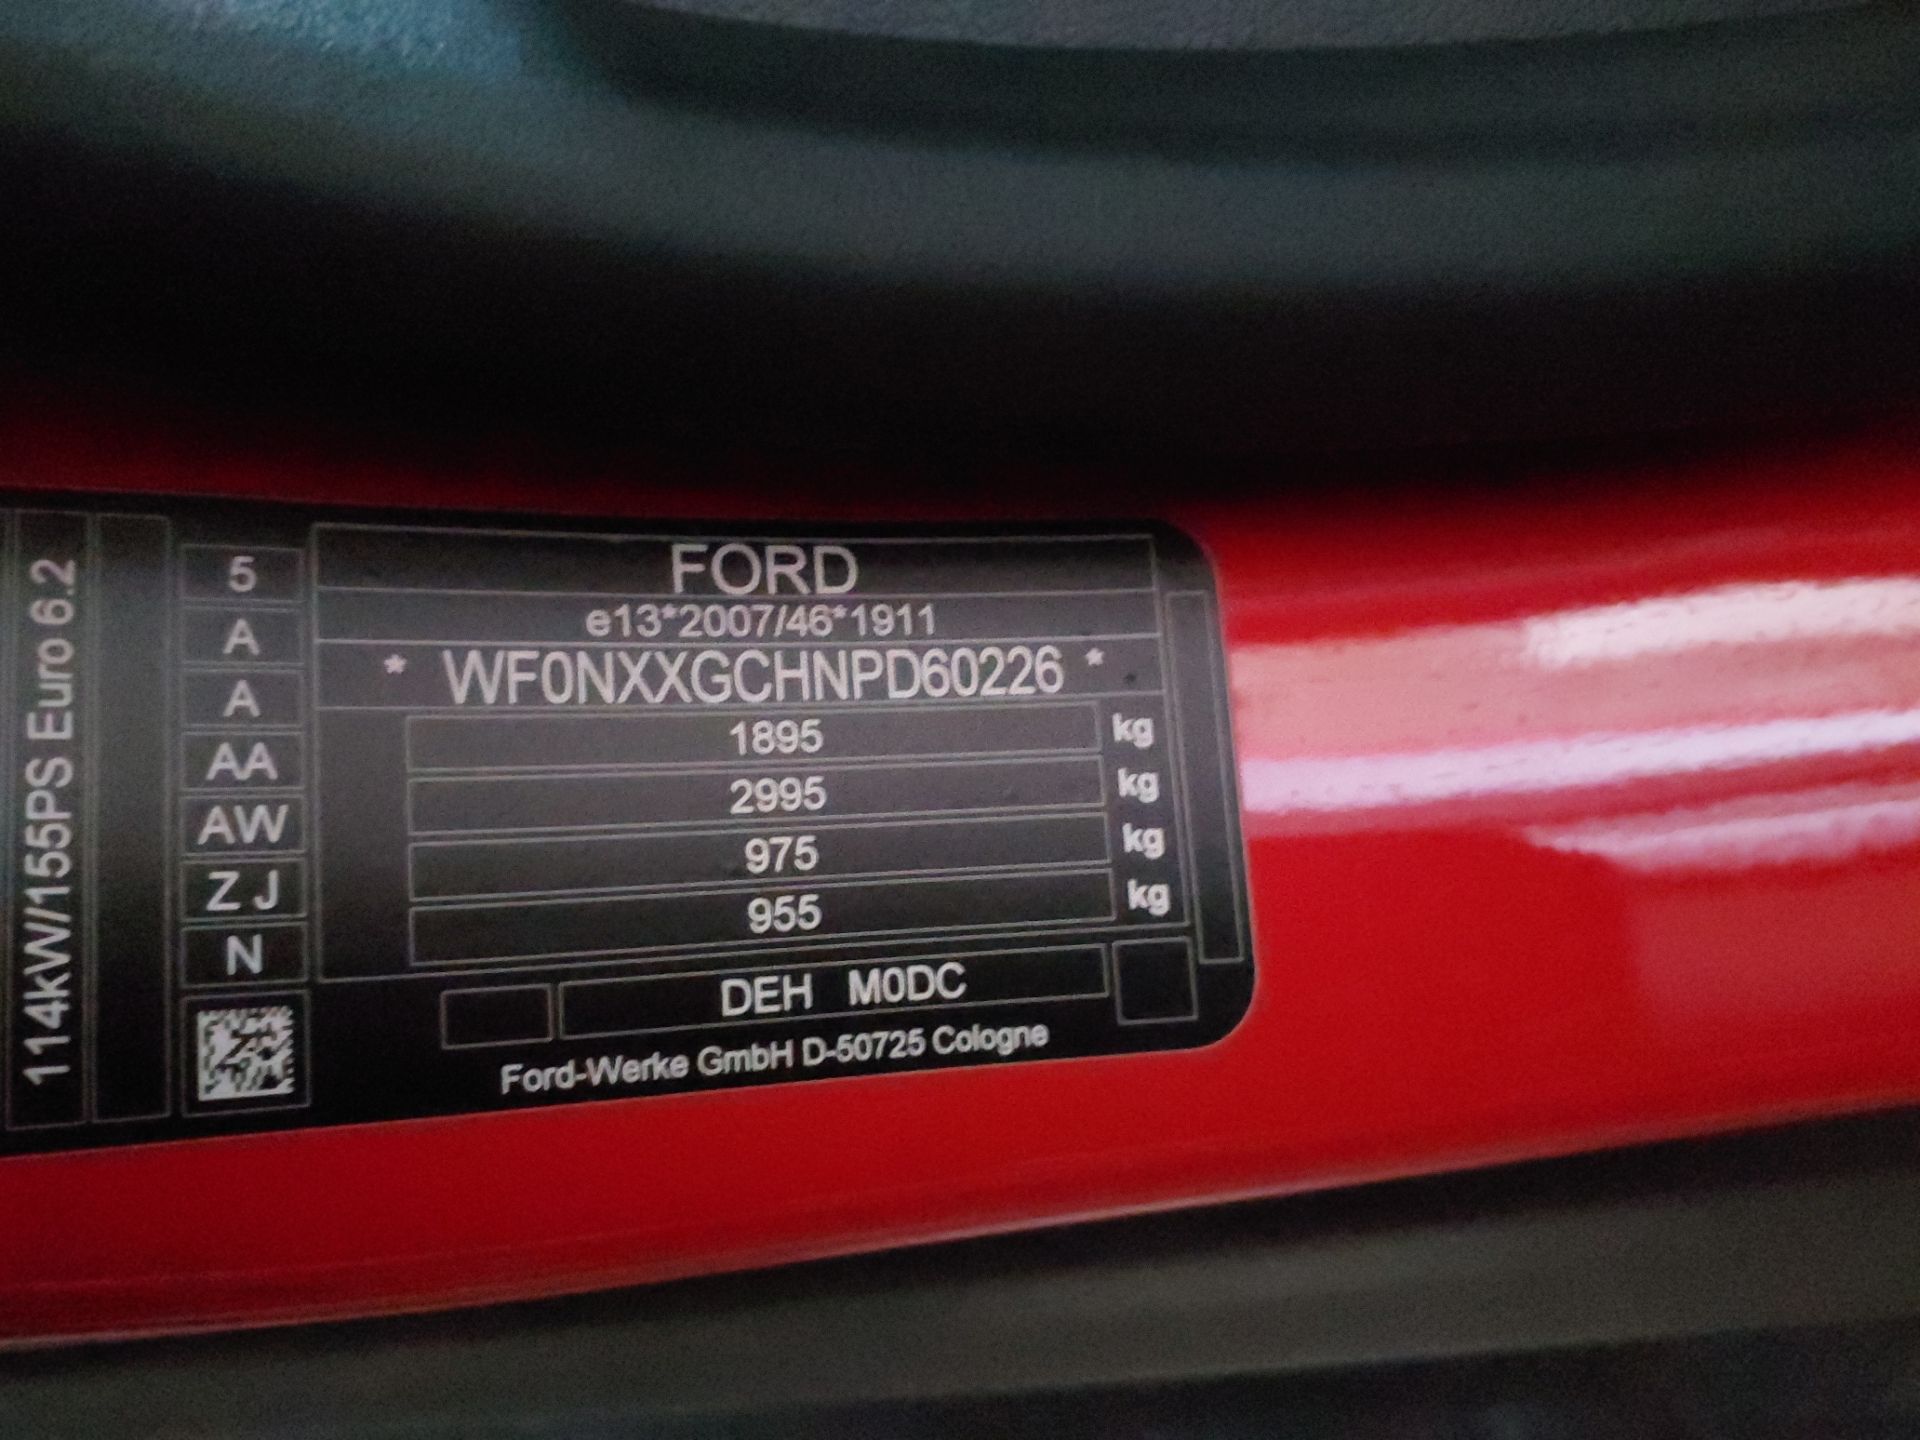 114kW/155PS Euro 6.2
5
A
A
AA
AW
Z J
N
FORD
e13*2007/46*1911
* WF0NXXGCHNPD60226 *
1895 kg
2995 kg
975 kg
955 kg
DEH M0DC
Ford-Werke GmbH D-50725 Cologne